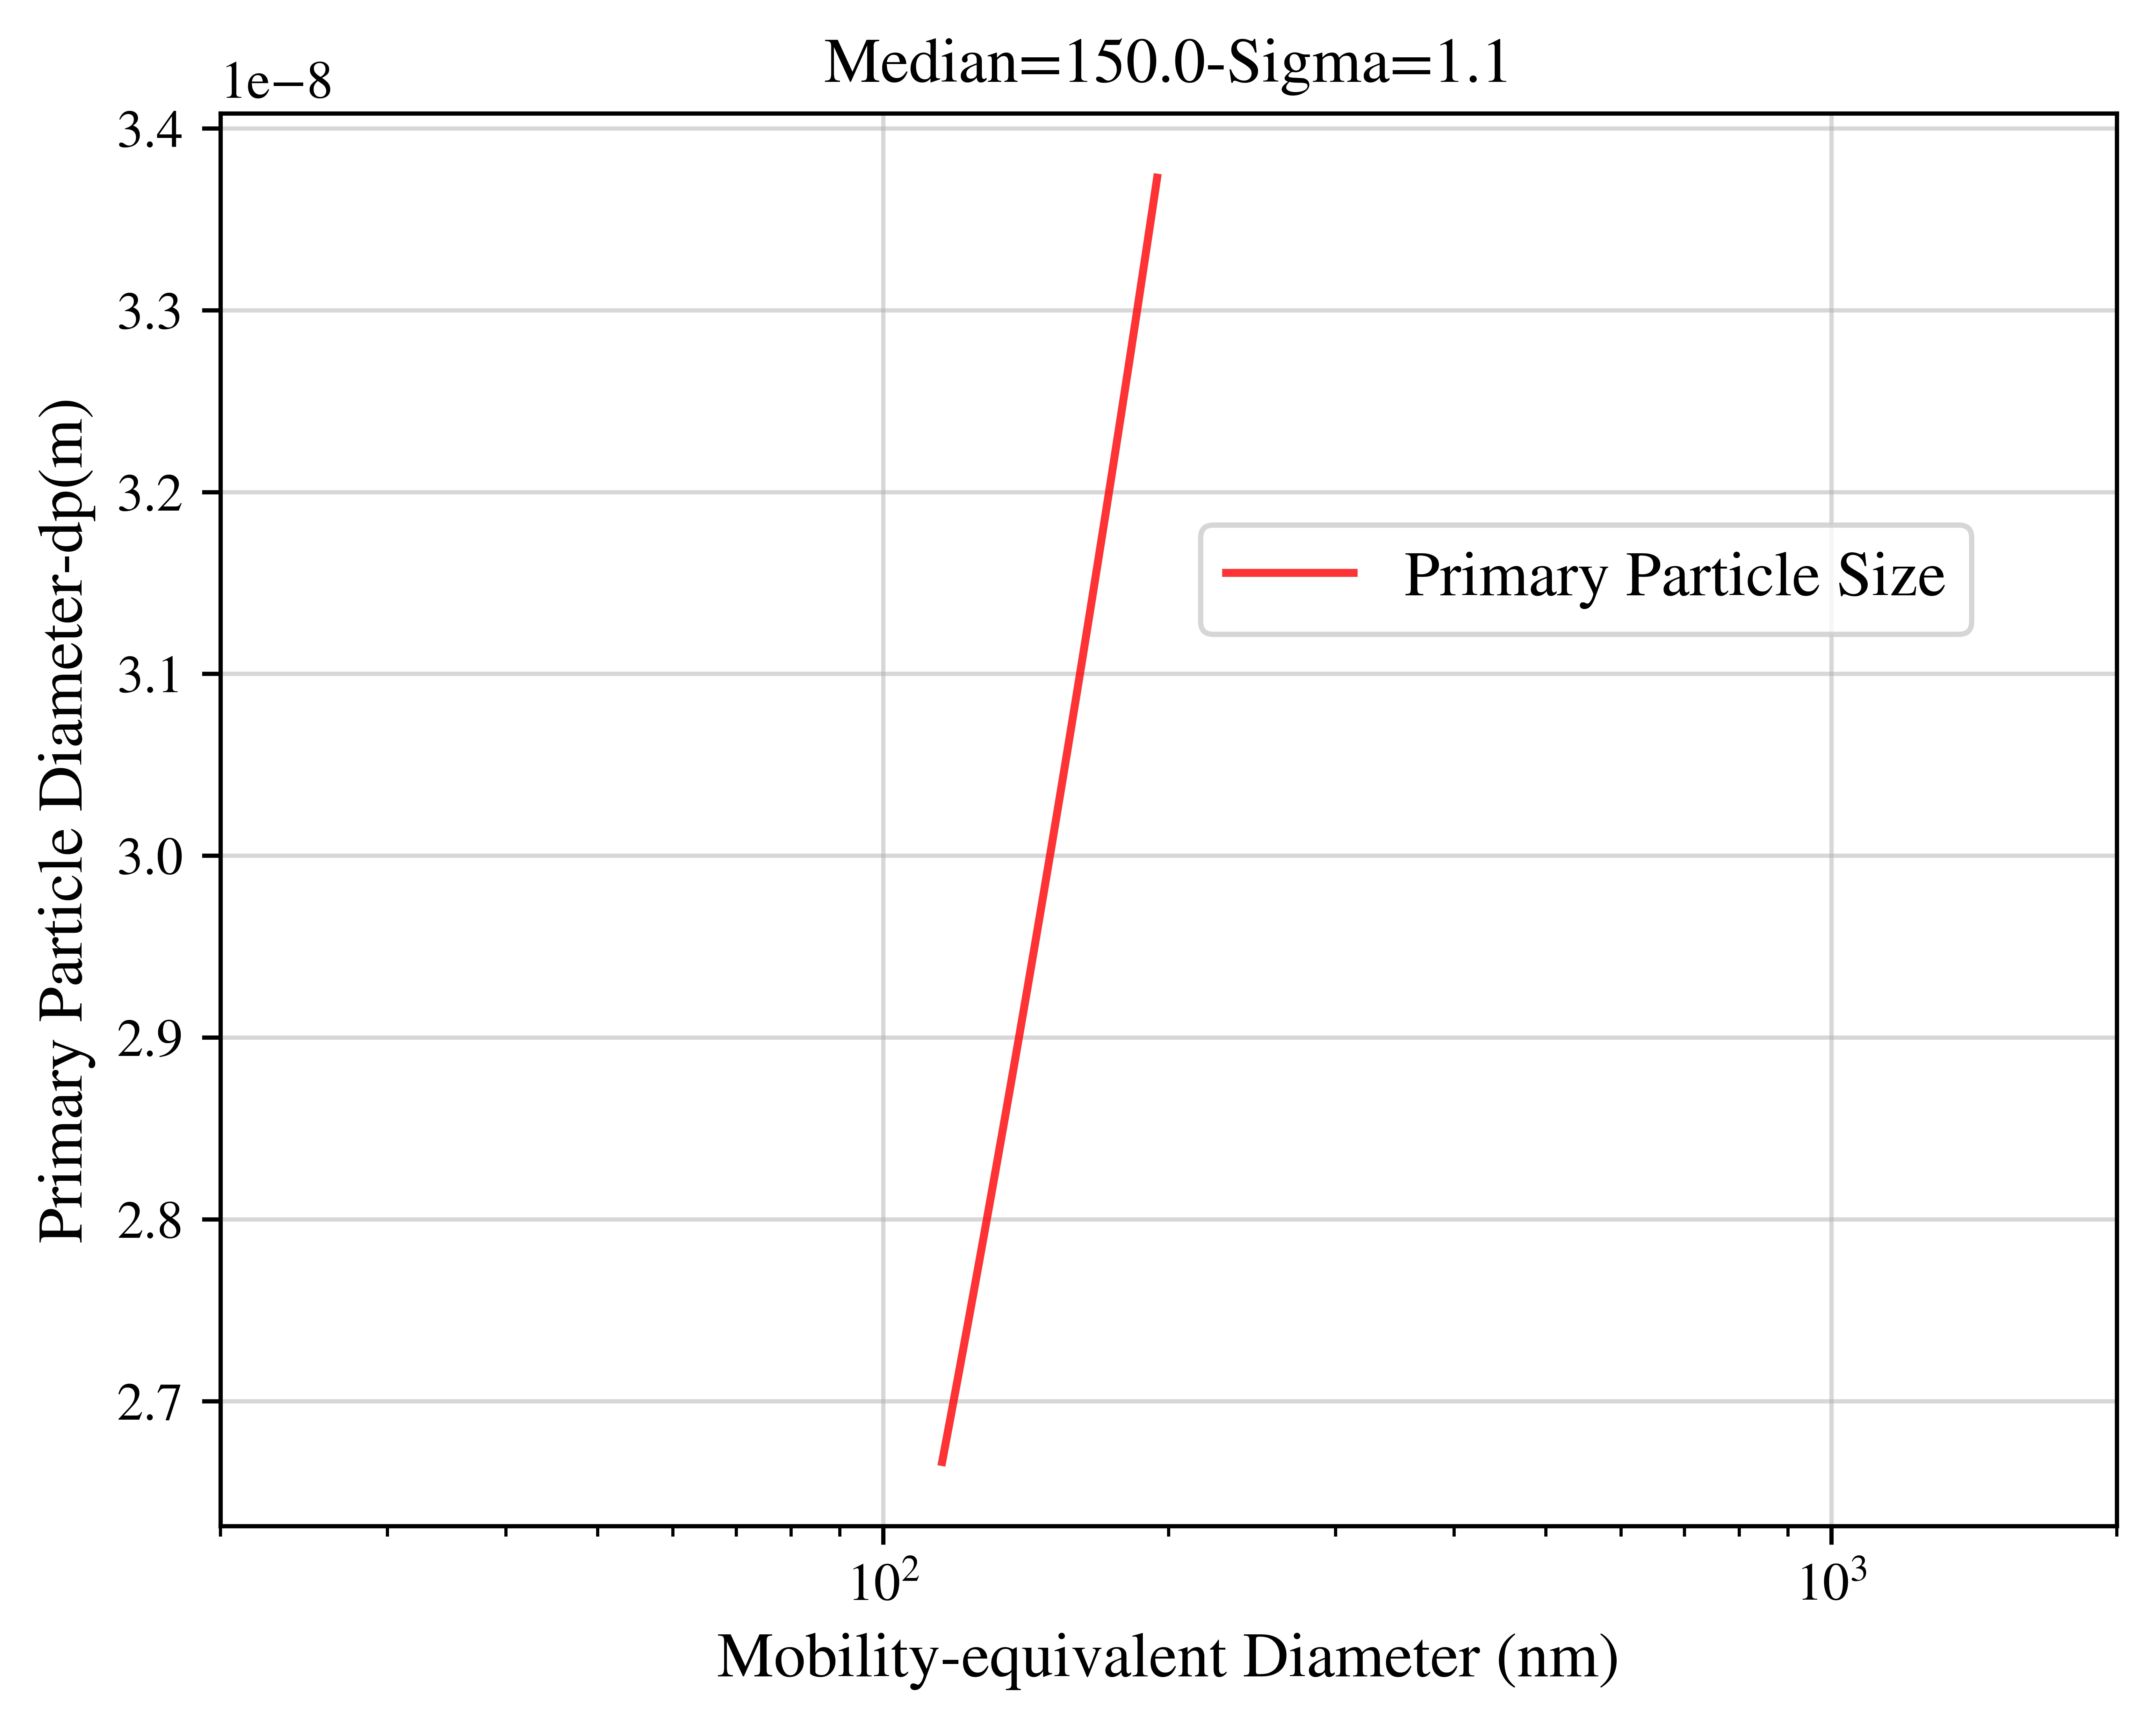 Median=150.0-Sigma=1.1
1e−8
3.4
3.3
3.2
3.1
3.0
2.9
2.8
2.7
Primary Particle Diameter-dp(m)
Primary Particle Size
10²
10³
Mobility-equivalent Diameter (nm)